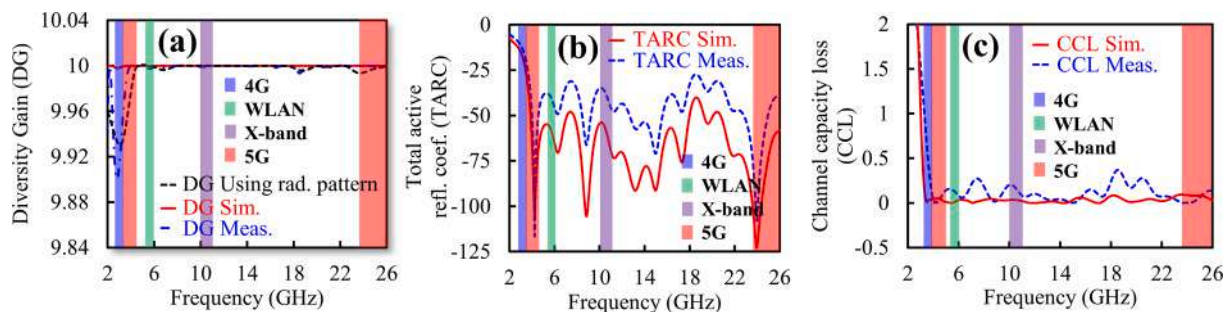 10.04
10
9.96
9.92
9.88
9.84
Diversity Gain (DG)
(a)
4G
WLAN
X-band
5G
DG Using rad. pattern
DG Sim.
DG Meas.
2 6 10 14 18 22 26
Frequency (GHz)
0
-25
-50
-75
-100
-125
Total active
refl. coef. (TARC)
(b)
TARC Sim.
TARC Meas.
4G
WLAN
X-band
5G
2 6 10 14 18 22 26
Frequency (GHz)
2
1.5
1
0.5
0
-0.5
Channel capacity loss
(CCL)
(c)
CCL Sim.
CCL Meas.
4G
WLAN
X-band
5G
2 6 10 14 18 22 26
Frequency (GHz)